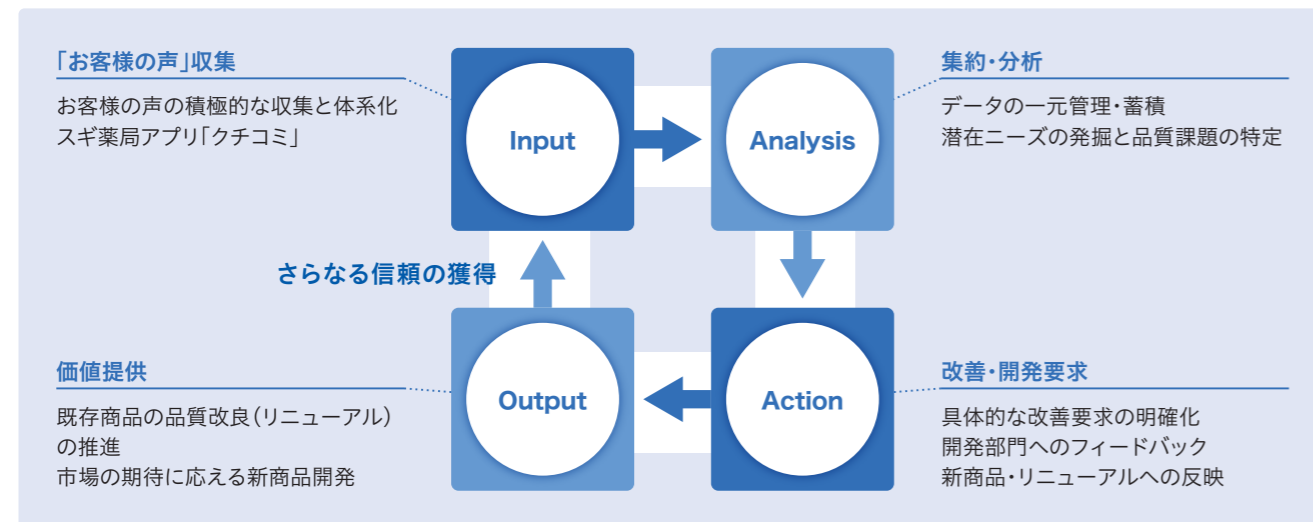 「お客様の声」収集
お客様の声の積極的な収集と体系化
スギ薬局アプリ「クチコミ」
Input
Analysis
集約・分析
データの一元管理・蓄積
潜在ニーズの発掘と品質課題の特定
さらなる信頼の獲得
価値提供
既存商品の品質改良（リニューアル）
の推進
市場の期待に応える新商品開発
Output
Action
改善・開発要求
具体的な改善要求の明確化
開発部門へのフィードバック
新商品・リニューアルへの反映